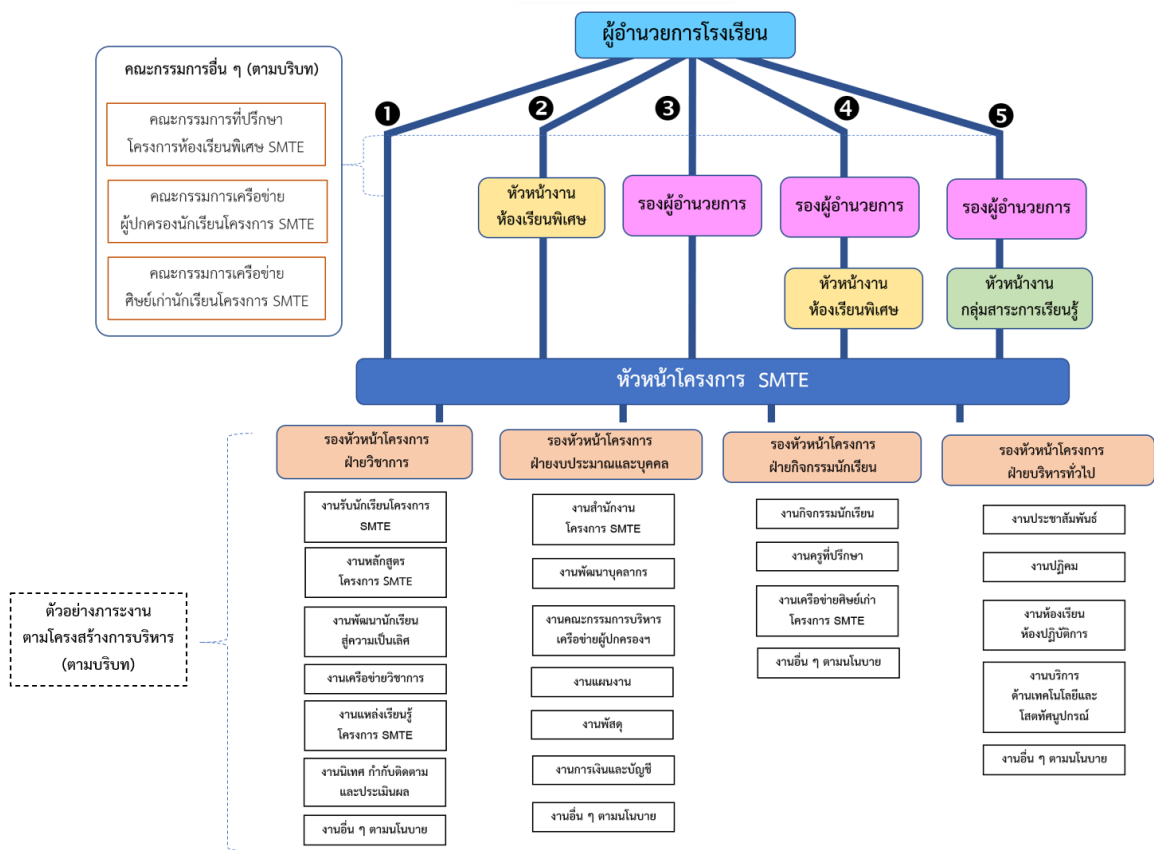 ผู้อำนวยการโรงเรียน
คณะกรรมการอื่น ๆ (ตามบริบท)
คณะกรรมการที่ปรึกษา
โครงการห้องเรียนพิเศษ SMTE
คณะกรรมการเครือข่าย
ผู้ปกครองนักเรียนโครงการ SMTE
คณะกรรมการเครือข่าย
ศิษย์เก่านักเรียนโครงการ SMTE
❶
❷
❸
❹
❺
หัวหน้างาน
ห้องเรียนพิเศษ
รองผู้อำนวยการ
รองผู้อำนวยการ
รองผู้อำนวยการ
หัวหน้างาน
ห้องเรียนพิเศษ
หัวหน้างาน
กลุ่มสาระการเรียนรู้
หัวหน้าโครงการ SMTE
ตัวอย่างภาระงาน
ตามโครงสร้างการบริหาร
(ตามบริบท)
รองหัวหน้าโครงการ
ฝ่ายวิชาการ
งานรับนักเรียนโครงการ
SMTE
งานหลักสูตร
โครงการ SMTE
งานพัฒนานักเรียน
สู่ความเป็นเลิศ
งานเครือข่ายวิชาการ
งานแหล่งเรียนรู้
โครงการ SMTE
งานนิเทศ กำกับติดตาม
และประเมินผล
งานอื่น ๆ ตามนโนบาย
รองหัวหน้าโครงการ
ฝ่ายงบประมาณและบุคคล
งานสำนักงาน
โครงการ SMTE
งานพัฒนาบุคลากร
งานคณะกรรมการบริหาร
เครือข่ายผู้ปกครองฯ
งานแผนงาน
งานพัสดุ
งานการเงินและบัญชี
งานอื่น ๆ ตามนโนบาย
รองหัวหน้าโครงการ
ฝ่ายกิจกรรมนักเรียน
งานกิจกรรมนักเรียน
งานครูที่ปรึกษา
งานเครือข่ายศิษย์เก่า
โครงการ SMTE
งานอื่น ๆ ตามนโนบาย
รองหัวหน้าโครงการ
ฝ่ายบริหารทั่วไป
งานประชาสัมพันธ์
งานปฏิคม
งานห้องเรียน
ห้องปฏิบัติการ
งานบริการ
ด้านเทคโนโลยีและ
โสตทัศนูปกรณ์
งานอื่น ๆ ตามนโนบาย